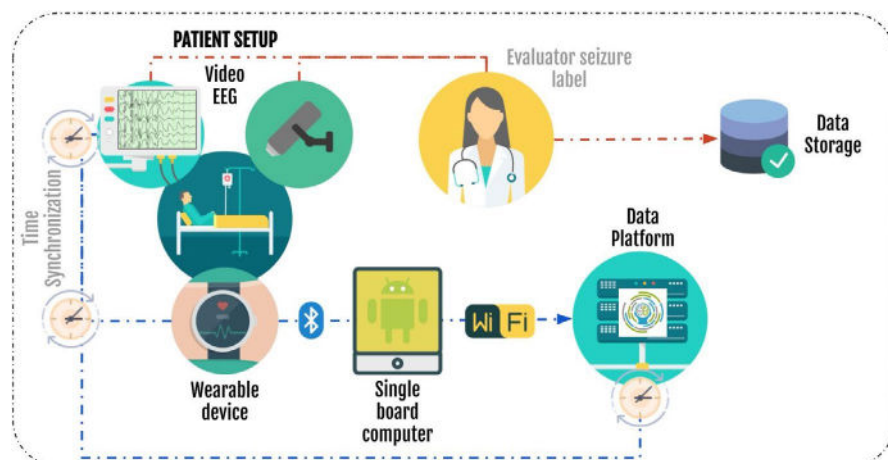 PATIENT SETUP
Video
EEG
Evaluator seizure
label
Data
Storage
Time
Synchronization
Data
Platform
Wi Fi
Wearable
device
Single
board
computer